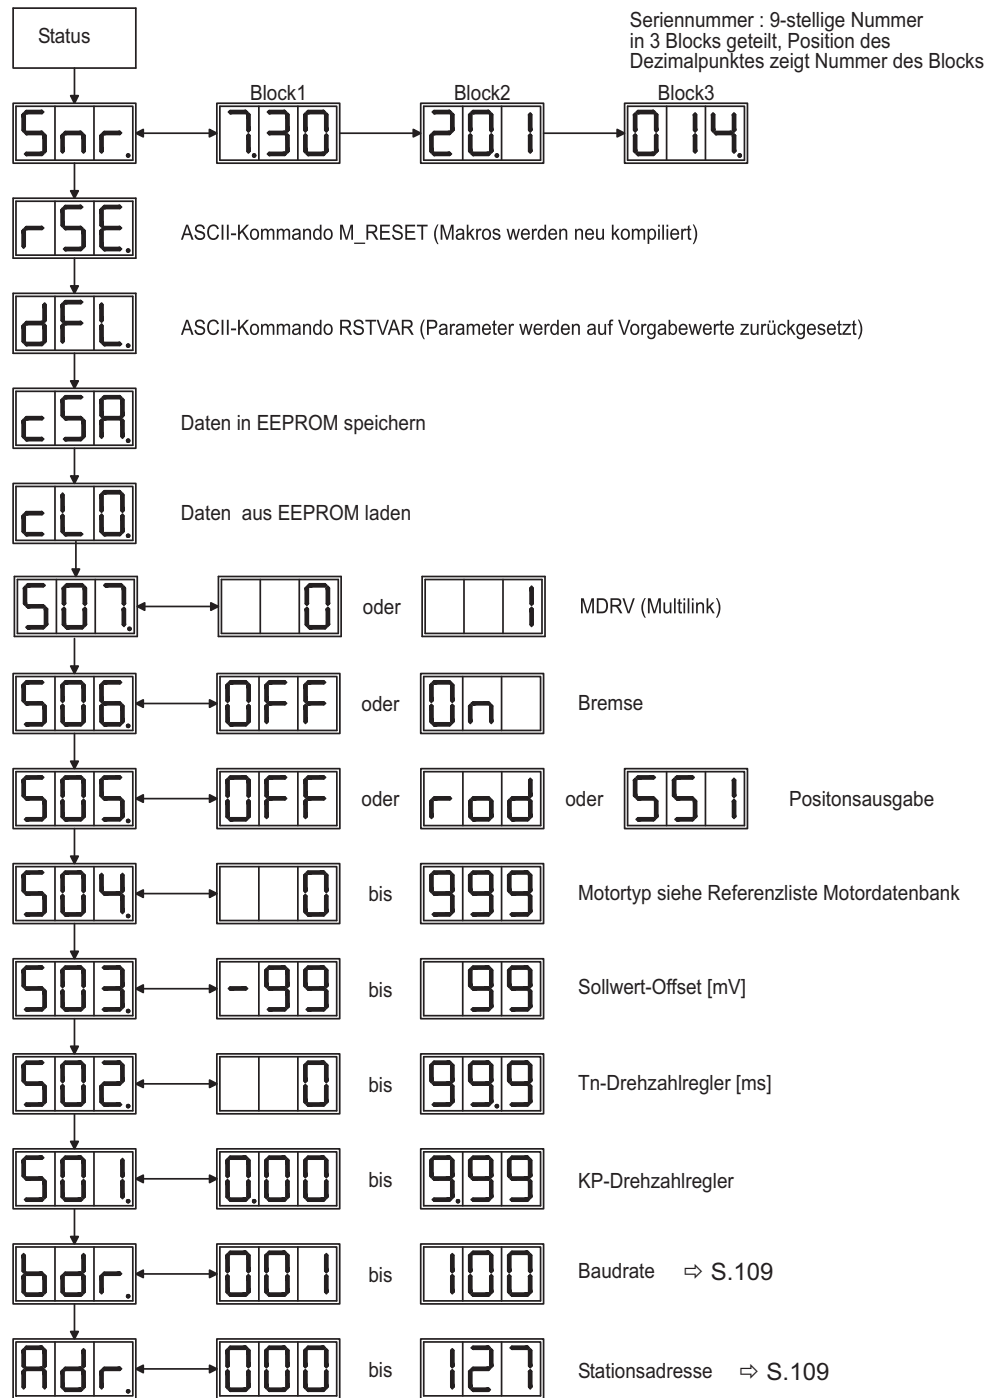 Status
Seriennummer : 9-stellige Nummer
in 3 Blocks geteilt, Position des
Dezimalpunktes zeigt Nummer des Blocks
Block1 Block2 Block3
Snr. 7.30 20.1 014.
rSE. ASCII-Kommando M_RESET (Makros werden neu kompiliert)
dFL. ASCII-Kommando RSTVAR (Parameter werden auf Vorgabewerte zurückgesetzt)
cSA. Daten in EEPROM speichern
cL0. Daten aus EEPROM laden
S07. 0 oder 1 MDRV (Multilink)
S06. 0FF oder 0n Bremse
S05. 0FF oder rod oder SS1 Positonsausgabe
S04. 0 bis 999 Motortyp siehe Referenzliste Motordatenbank
S03. -99 bis 99 Sollwert-Offset [mV]
S02. 0 bis 99.9 Tn-Drehzahlregler [ms]
S01. 0.00 bis 9.99 KP-Drehzahlregler
bdr. 001 bis 100 Baudrate ⇨ S.109
Adr. 000 bis 127 Stationsadresse ⇨ S.109